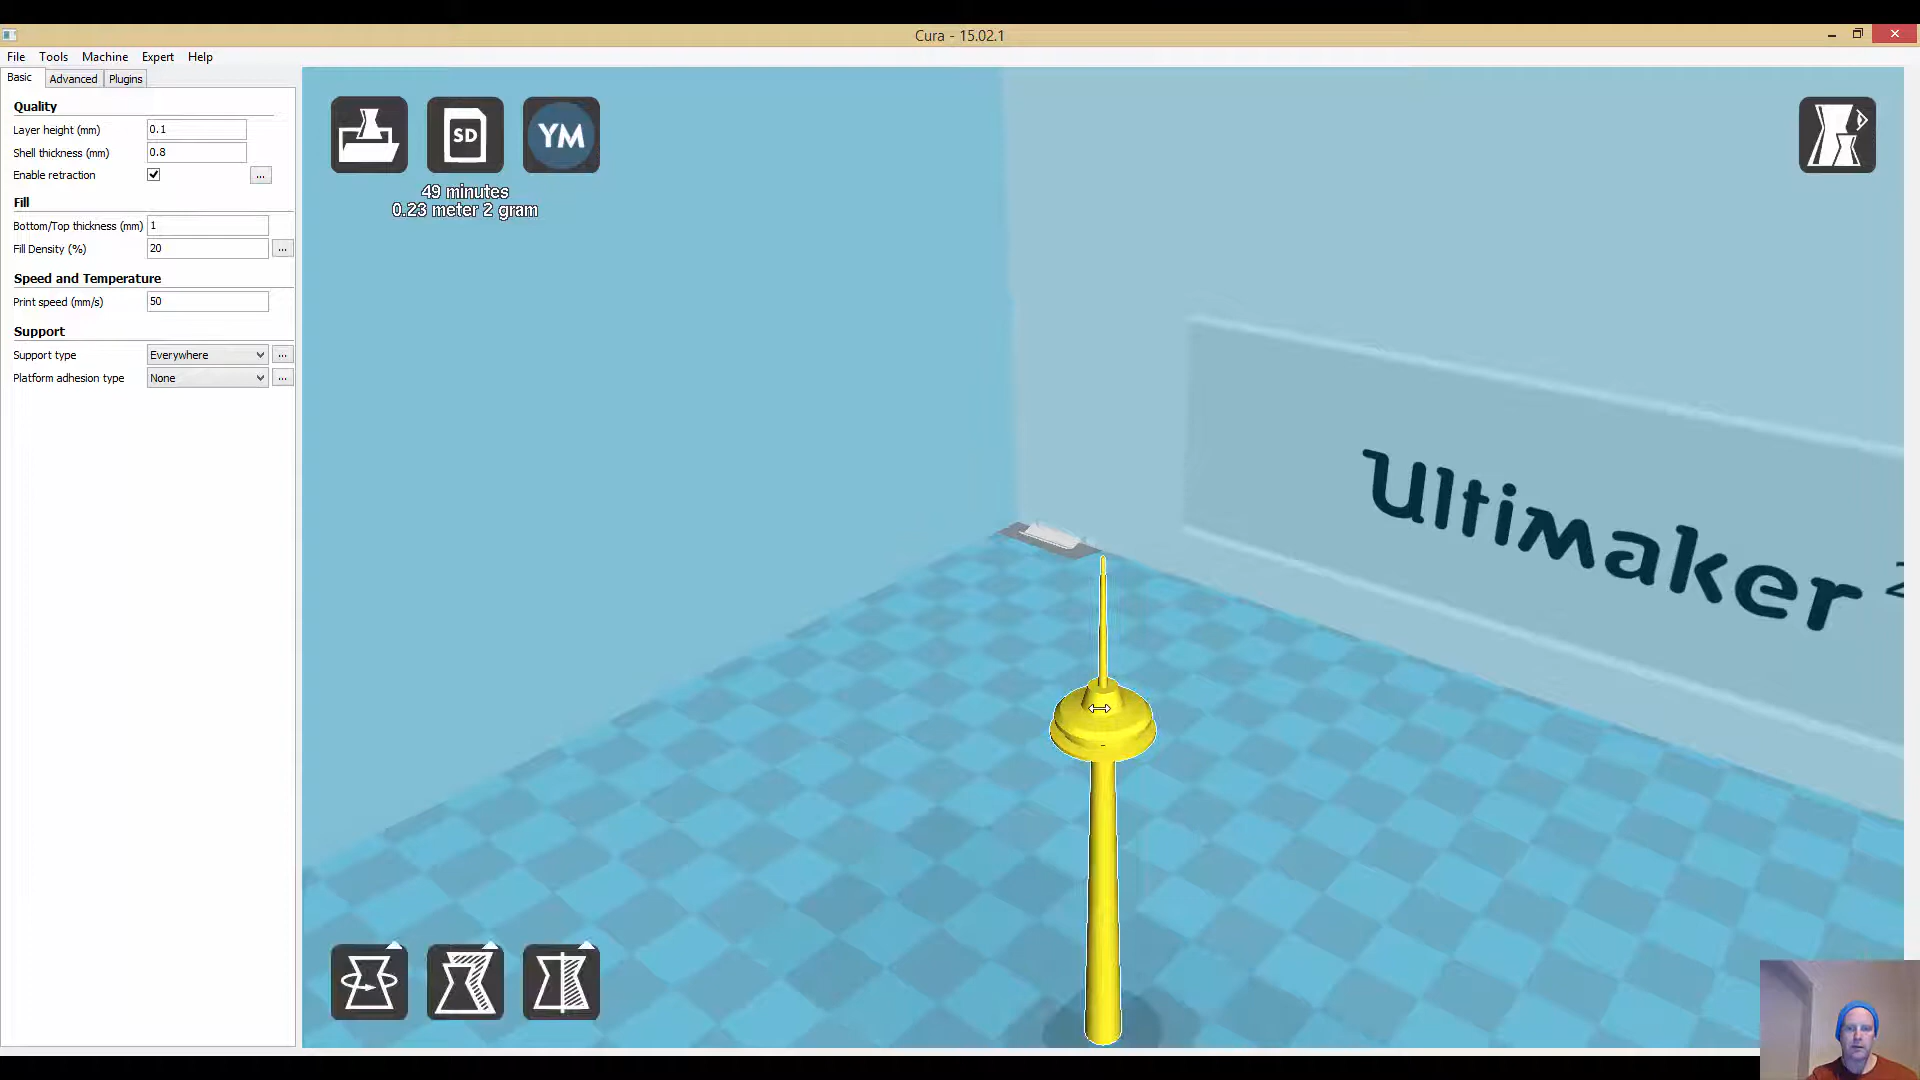 Cura - 15.02.1
File Tools Machine Expert Help
Basic Advanced Plugins
Quality
Layer height (mm) 0.1
Shell thickness (mm) 0.8
Enable retraction ...
Fill
Bottom/Top thickness (mm) 1
Fill Density (%) 20 ...
Speed and Temperature
Print speed (mm/s) 50
Support
Support type Everywhere ...
Platform adhesion type None ...
SD
YM
49 minutes
0.23 meter 2 gram
Ultimaker